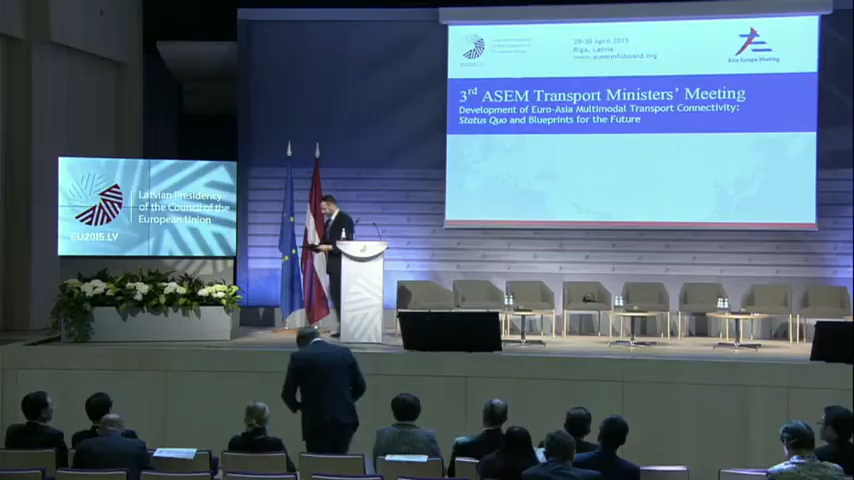 29-30 April 2015
Riga, Latvia
www.aseminfoboard.org
Asia-Europe Meeting
3rd ASEM Transport Ministers' Meeting
Development of Euro-Asia Multimodal Transport Connectivity:
Status Quo and Blueprints for the Future
Latvian Presidency
of the Council of the
European Union
EU2015.LV